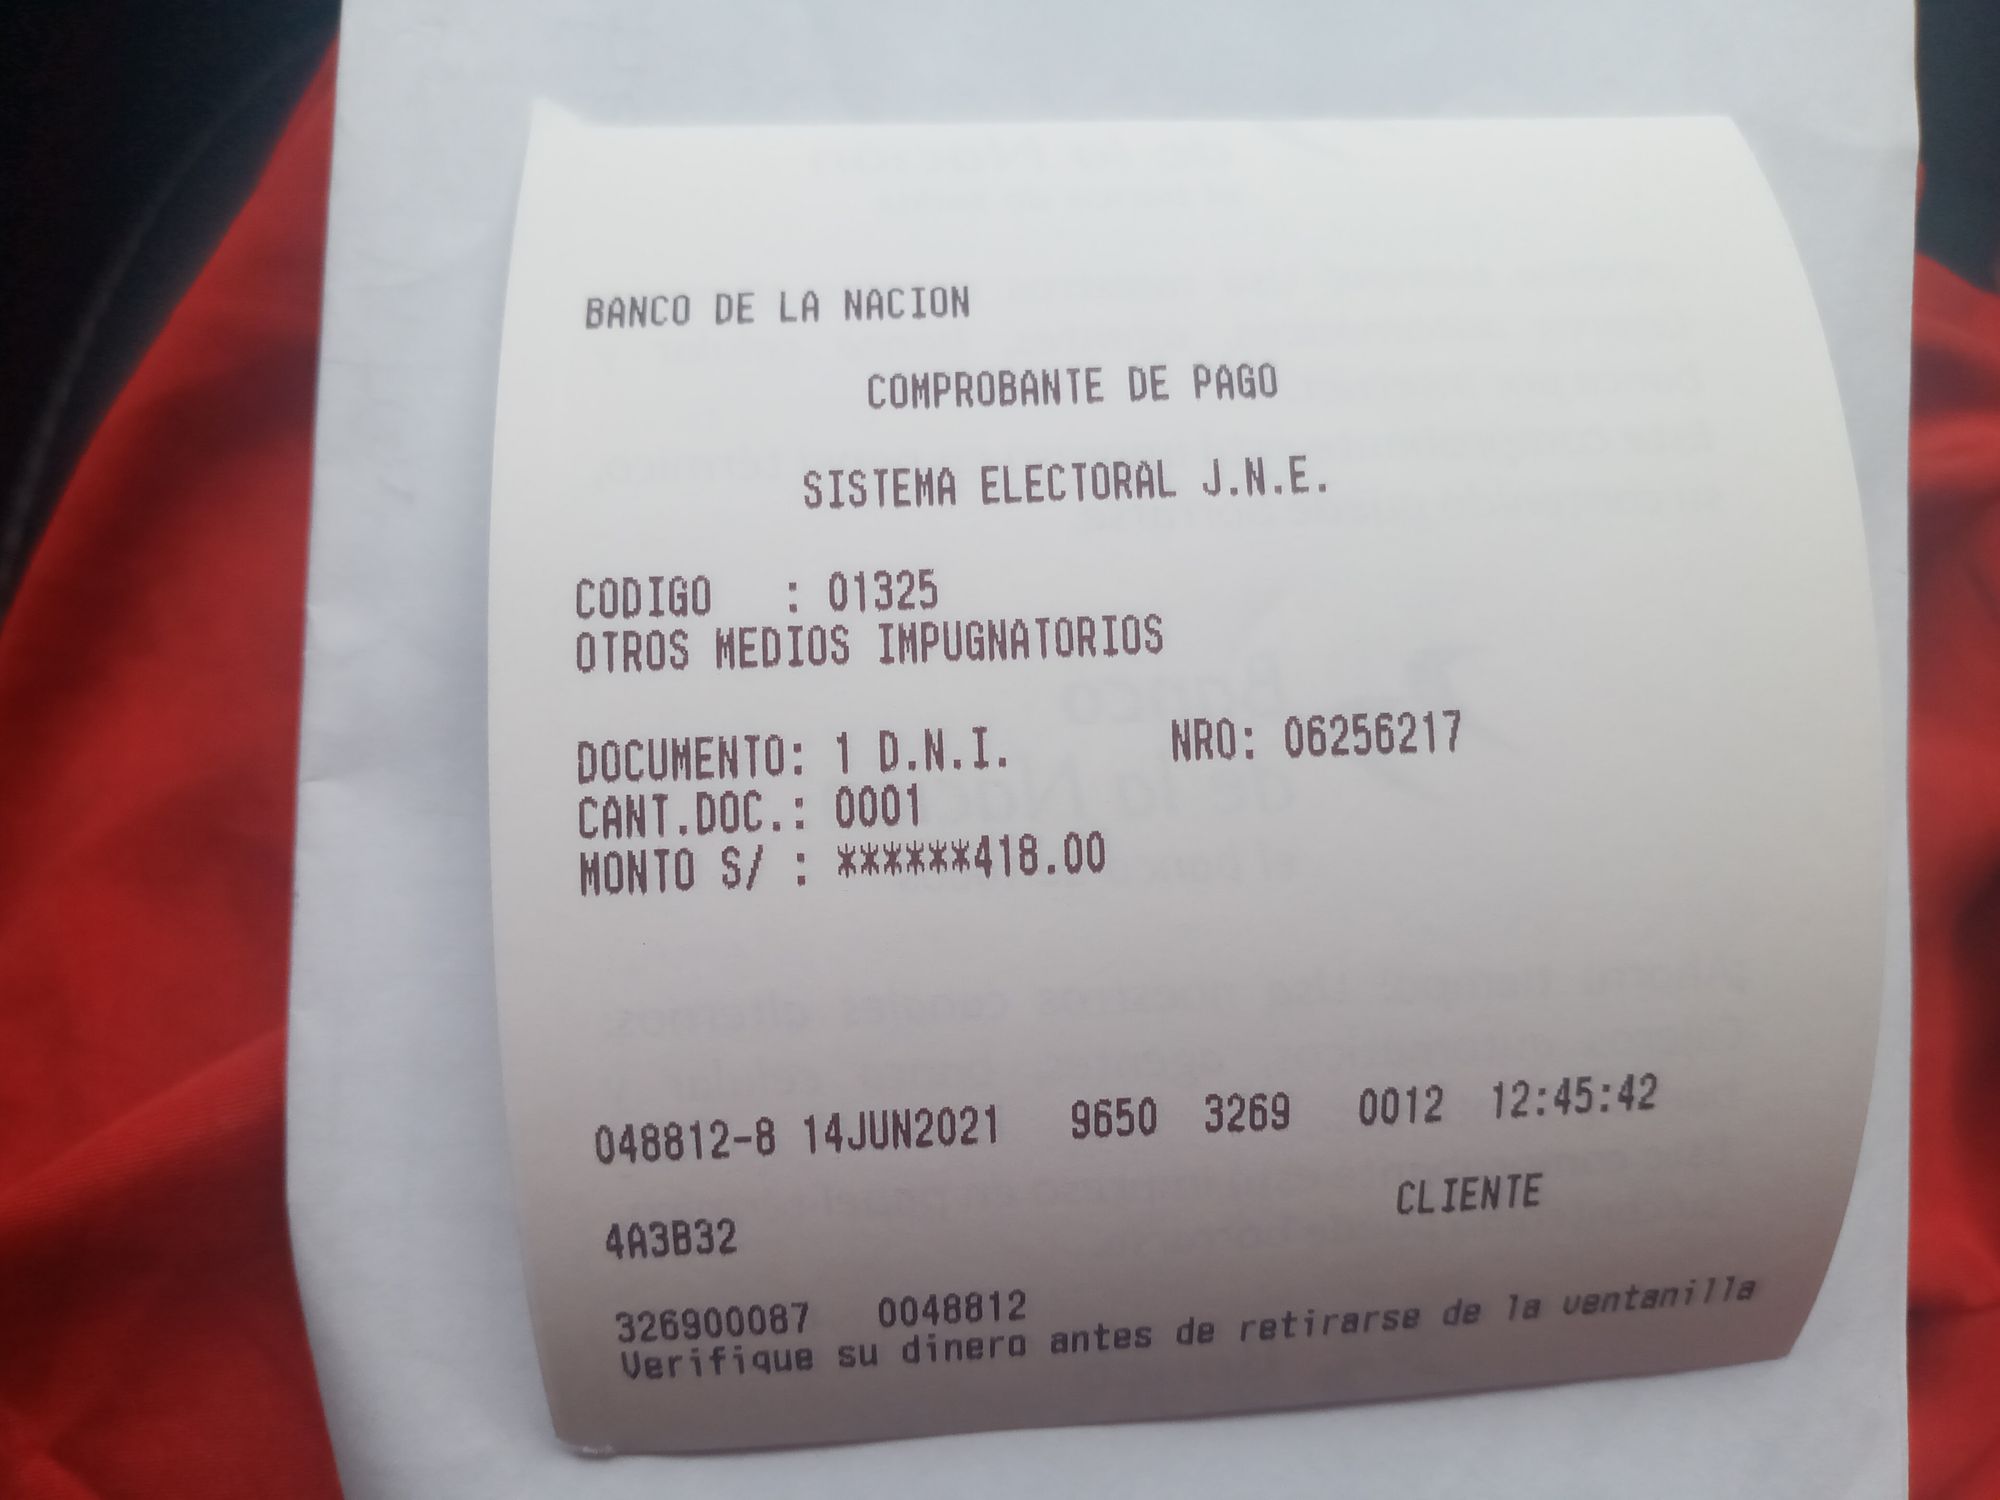 BANCO DE LA NACION
COMPROBANTE DE PAGO
SISTEMA ELECTORAL J.N.E.
CODIGO : 01325
OTROS MEDIOS IMPUGNATORIOS
DOCUMENTO: 1 D.N.I. NRO: 06256217
CANT.DOC.: 0001
MONTO S/ : ******418.00
048812-8 14JUN2021 9650 3269 0012 12:45:42
CLIENTE
4A3B32
326900087 0048812
Verifique su dinero antes de retirarse de la ventanilla